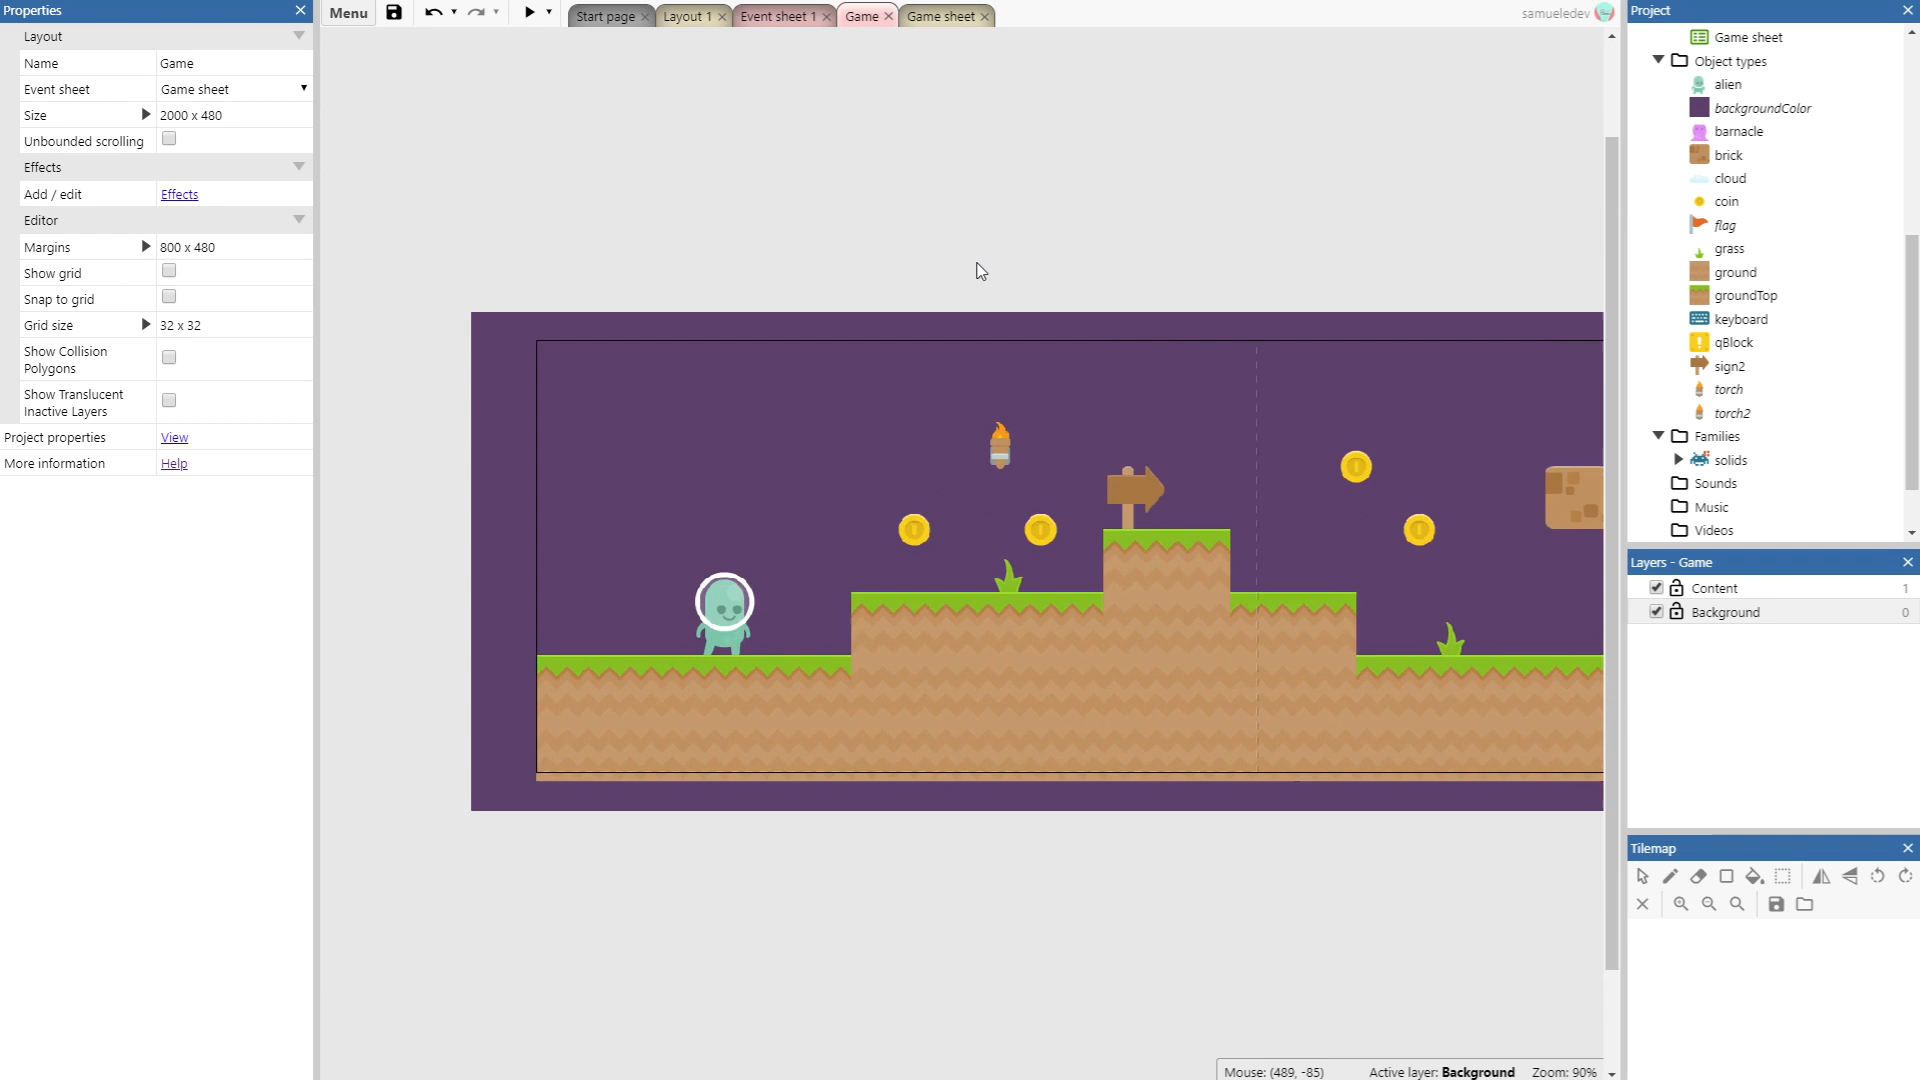 Properties
Layout
Name Game
Event sheet Game sheet
Size 2000 x 480
Unbounded scrolling
Effects
Add / edit Effects
Editor
Margins 800 x 480
Show grid
Snap to grid
Grid size 32 x 32
Show Collision
Polygons
Show Translucent
Inactive Layers
Project properties View
More information Help
Menu
Start page
Layout 1
Event sheet 1
Game
Game sheet
samueledev
Mouse: (489, -85) Active layer: Background Zoom: 90%
Project
Game sheet
Object types
alien
backgroundColor
barnacle
brick
cloud
coin
flag
grass
ground
groundTop
keyboard
qBlock
sign2
torch
torch2
Families
solids
Sounds
Music
Videos
Layers - Game
Content 1
Background 0
Tilemap